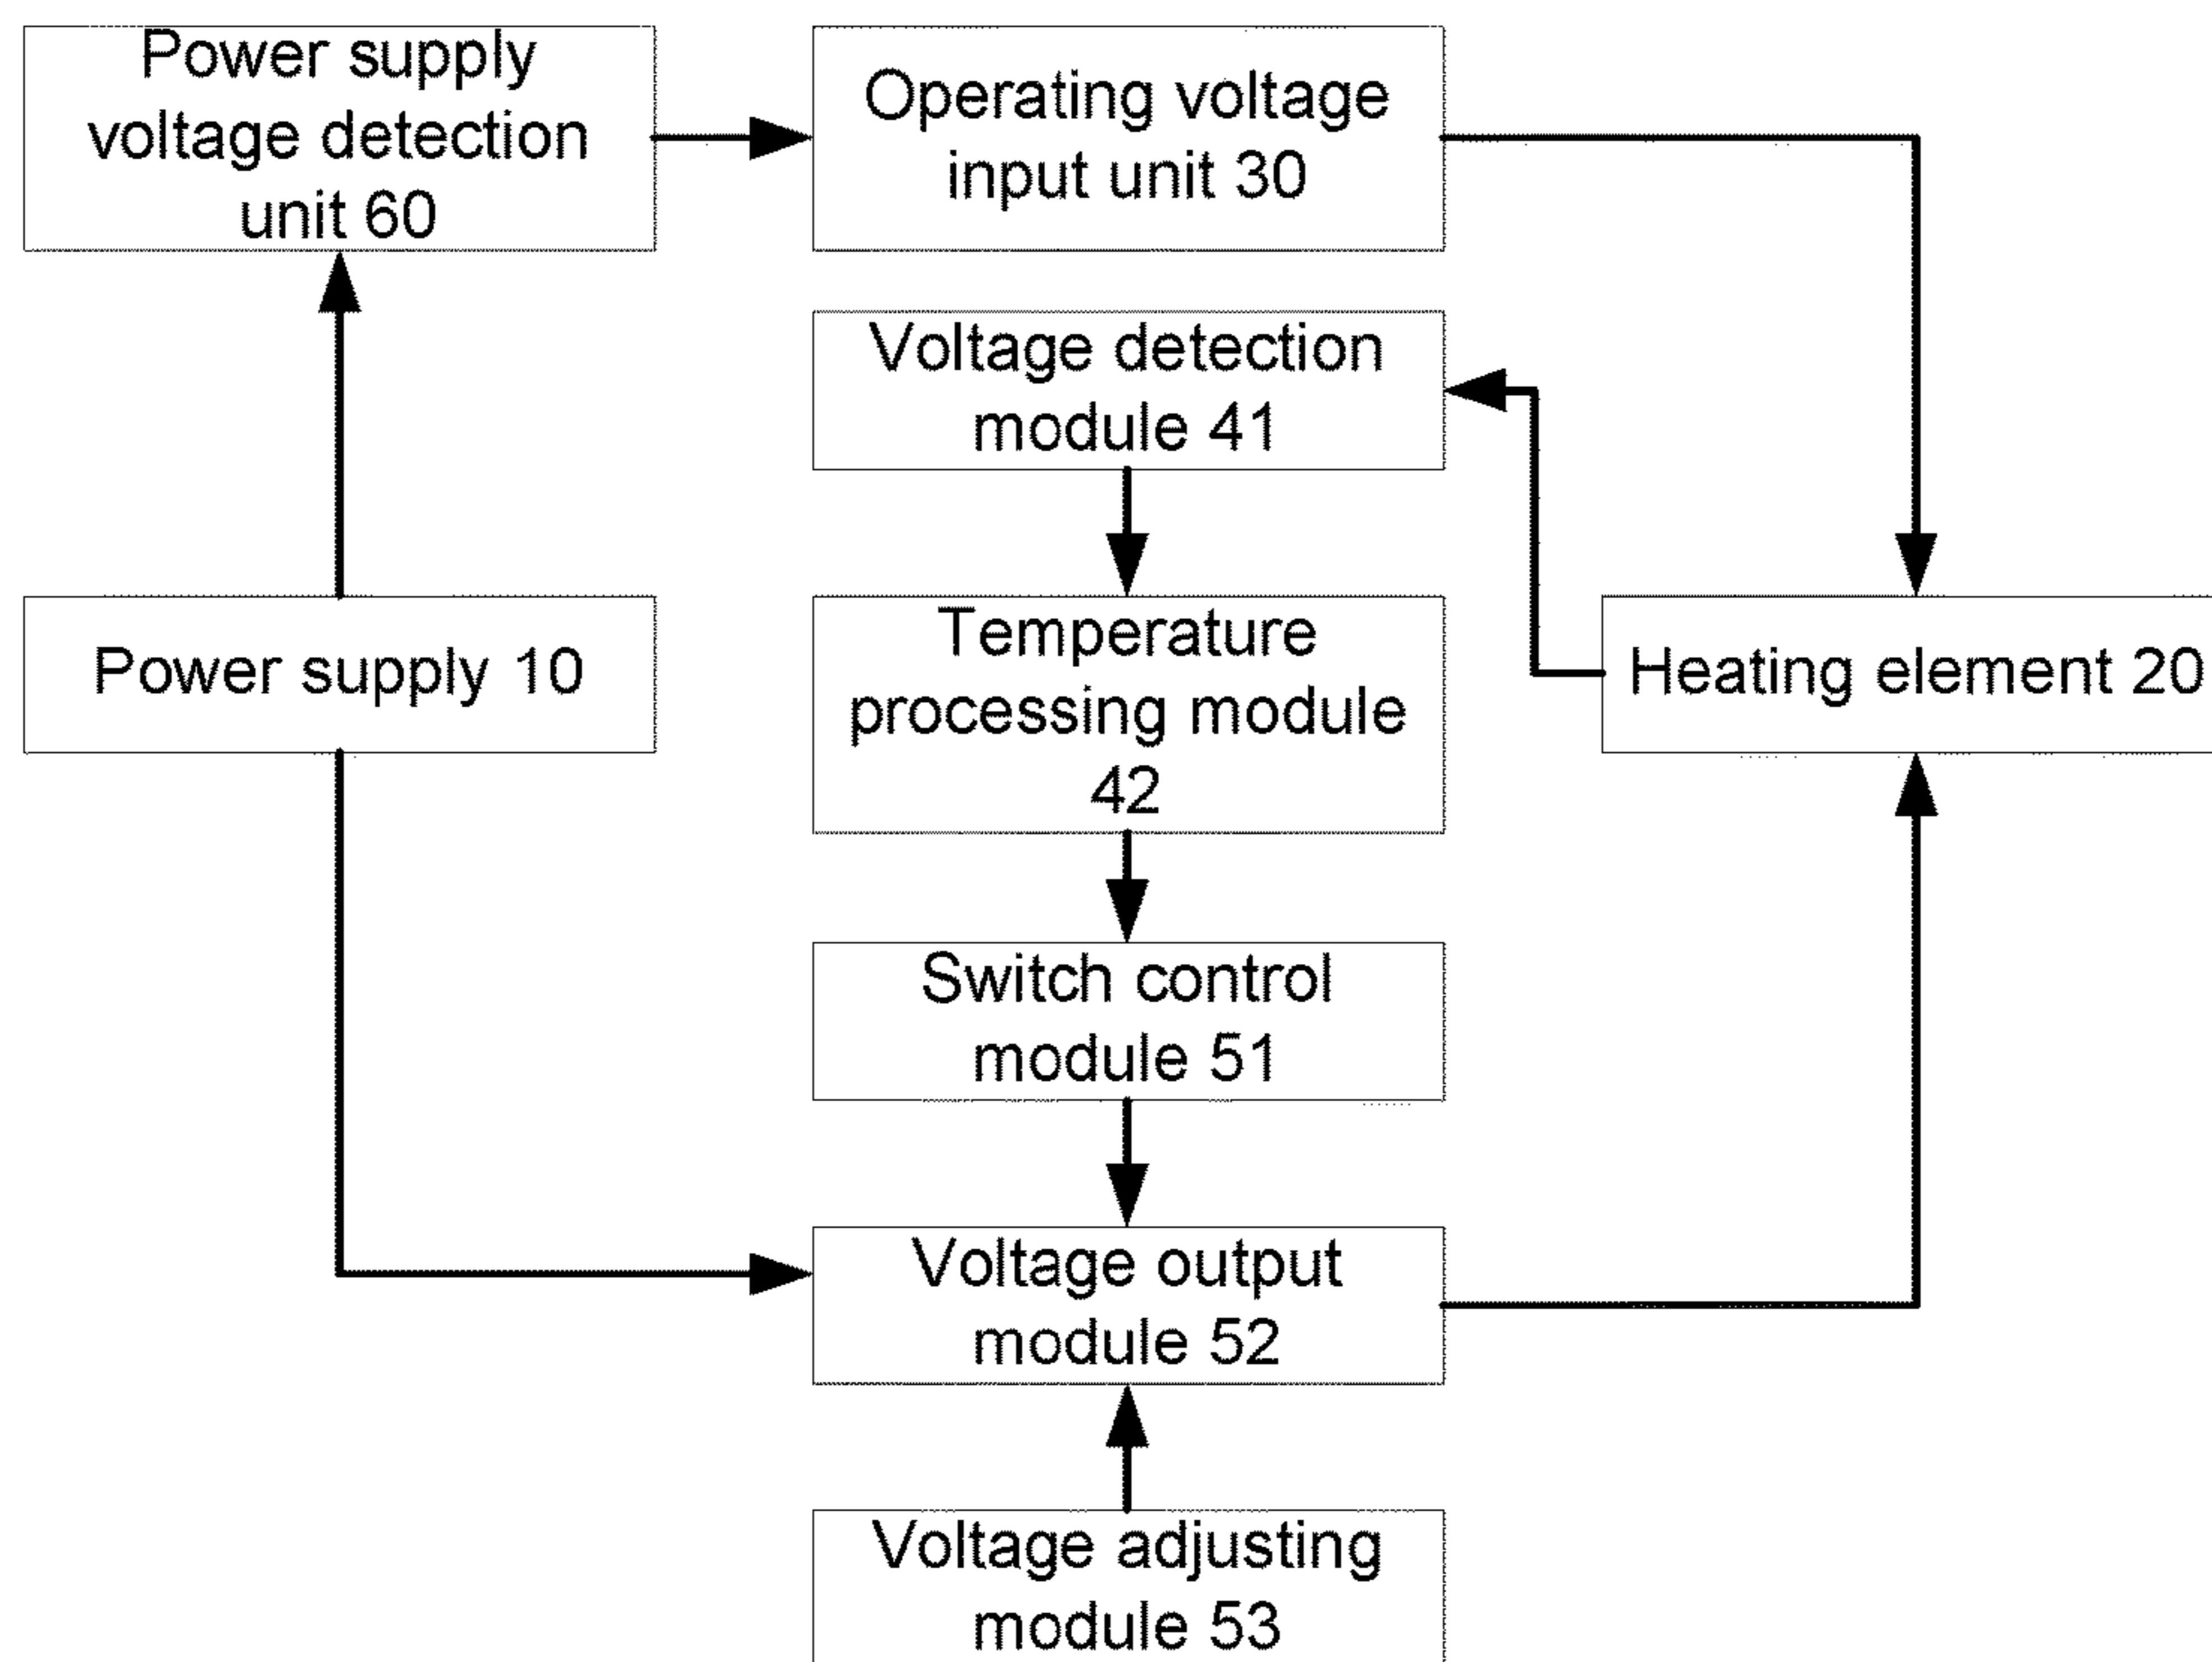 Power supply
voltage detection
unit 60
Operating voltage
input unit 30
Voltage detection
module 41
Power supply 10
Temperature
processing module
42
Heating element 20
Switch control
module 51
Voltage output
module 52
Voltage adjusting
module 53